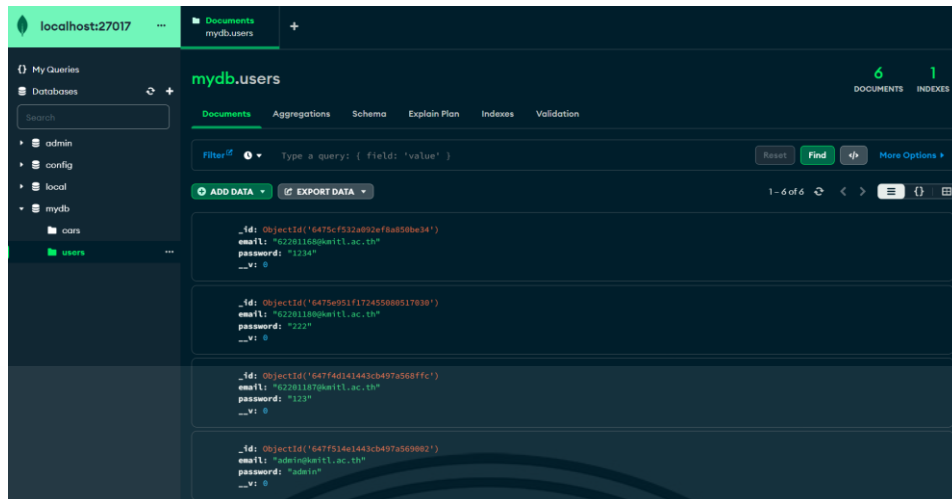 localhost:27017 ...
Documents
mydb.users
+
{} My Queries
Databases
Search
admin
config
local
mydb
cars
users ...
mydb.users
6
DOCUMENTS
1
INDEXES
Documents Aggregations Schema Explain Plan Indexes Validation
Filter Type a query: { field: 'value' } Reset Find </> More Options
ADD DATA EXPORT DATA 1–6 of 6 {}
_id: ObjectId('6475cf532a092ef8a850be34')
email: "62201168@kmitl.ac.th"
password: "1234"
__v: 0
_id: ObjectId('6475e951f172455080517030')
email: "62201180@kmitl.ac.th"
password: "222"
__v: 0
_id: ObjectId('647f4d141443cb497a568ffc')
email: "62201187@kmitl.ac.th"
password: "123"
__v: 0
_id: ObjectId('647f514e1443cb497a569002')
email: "admin@kmitl.ac.th"
password: "admin"
__v: 0